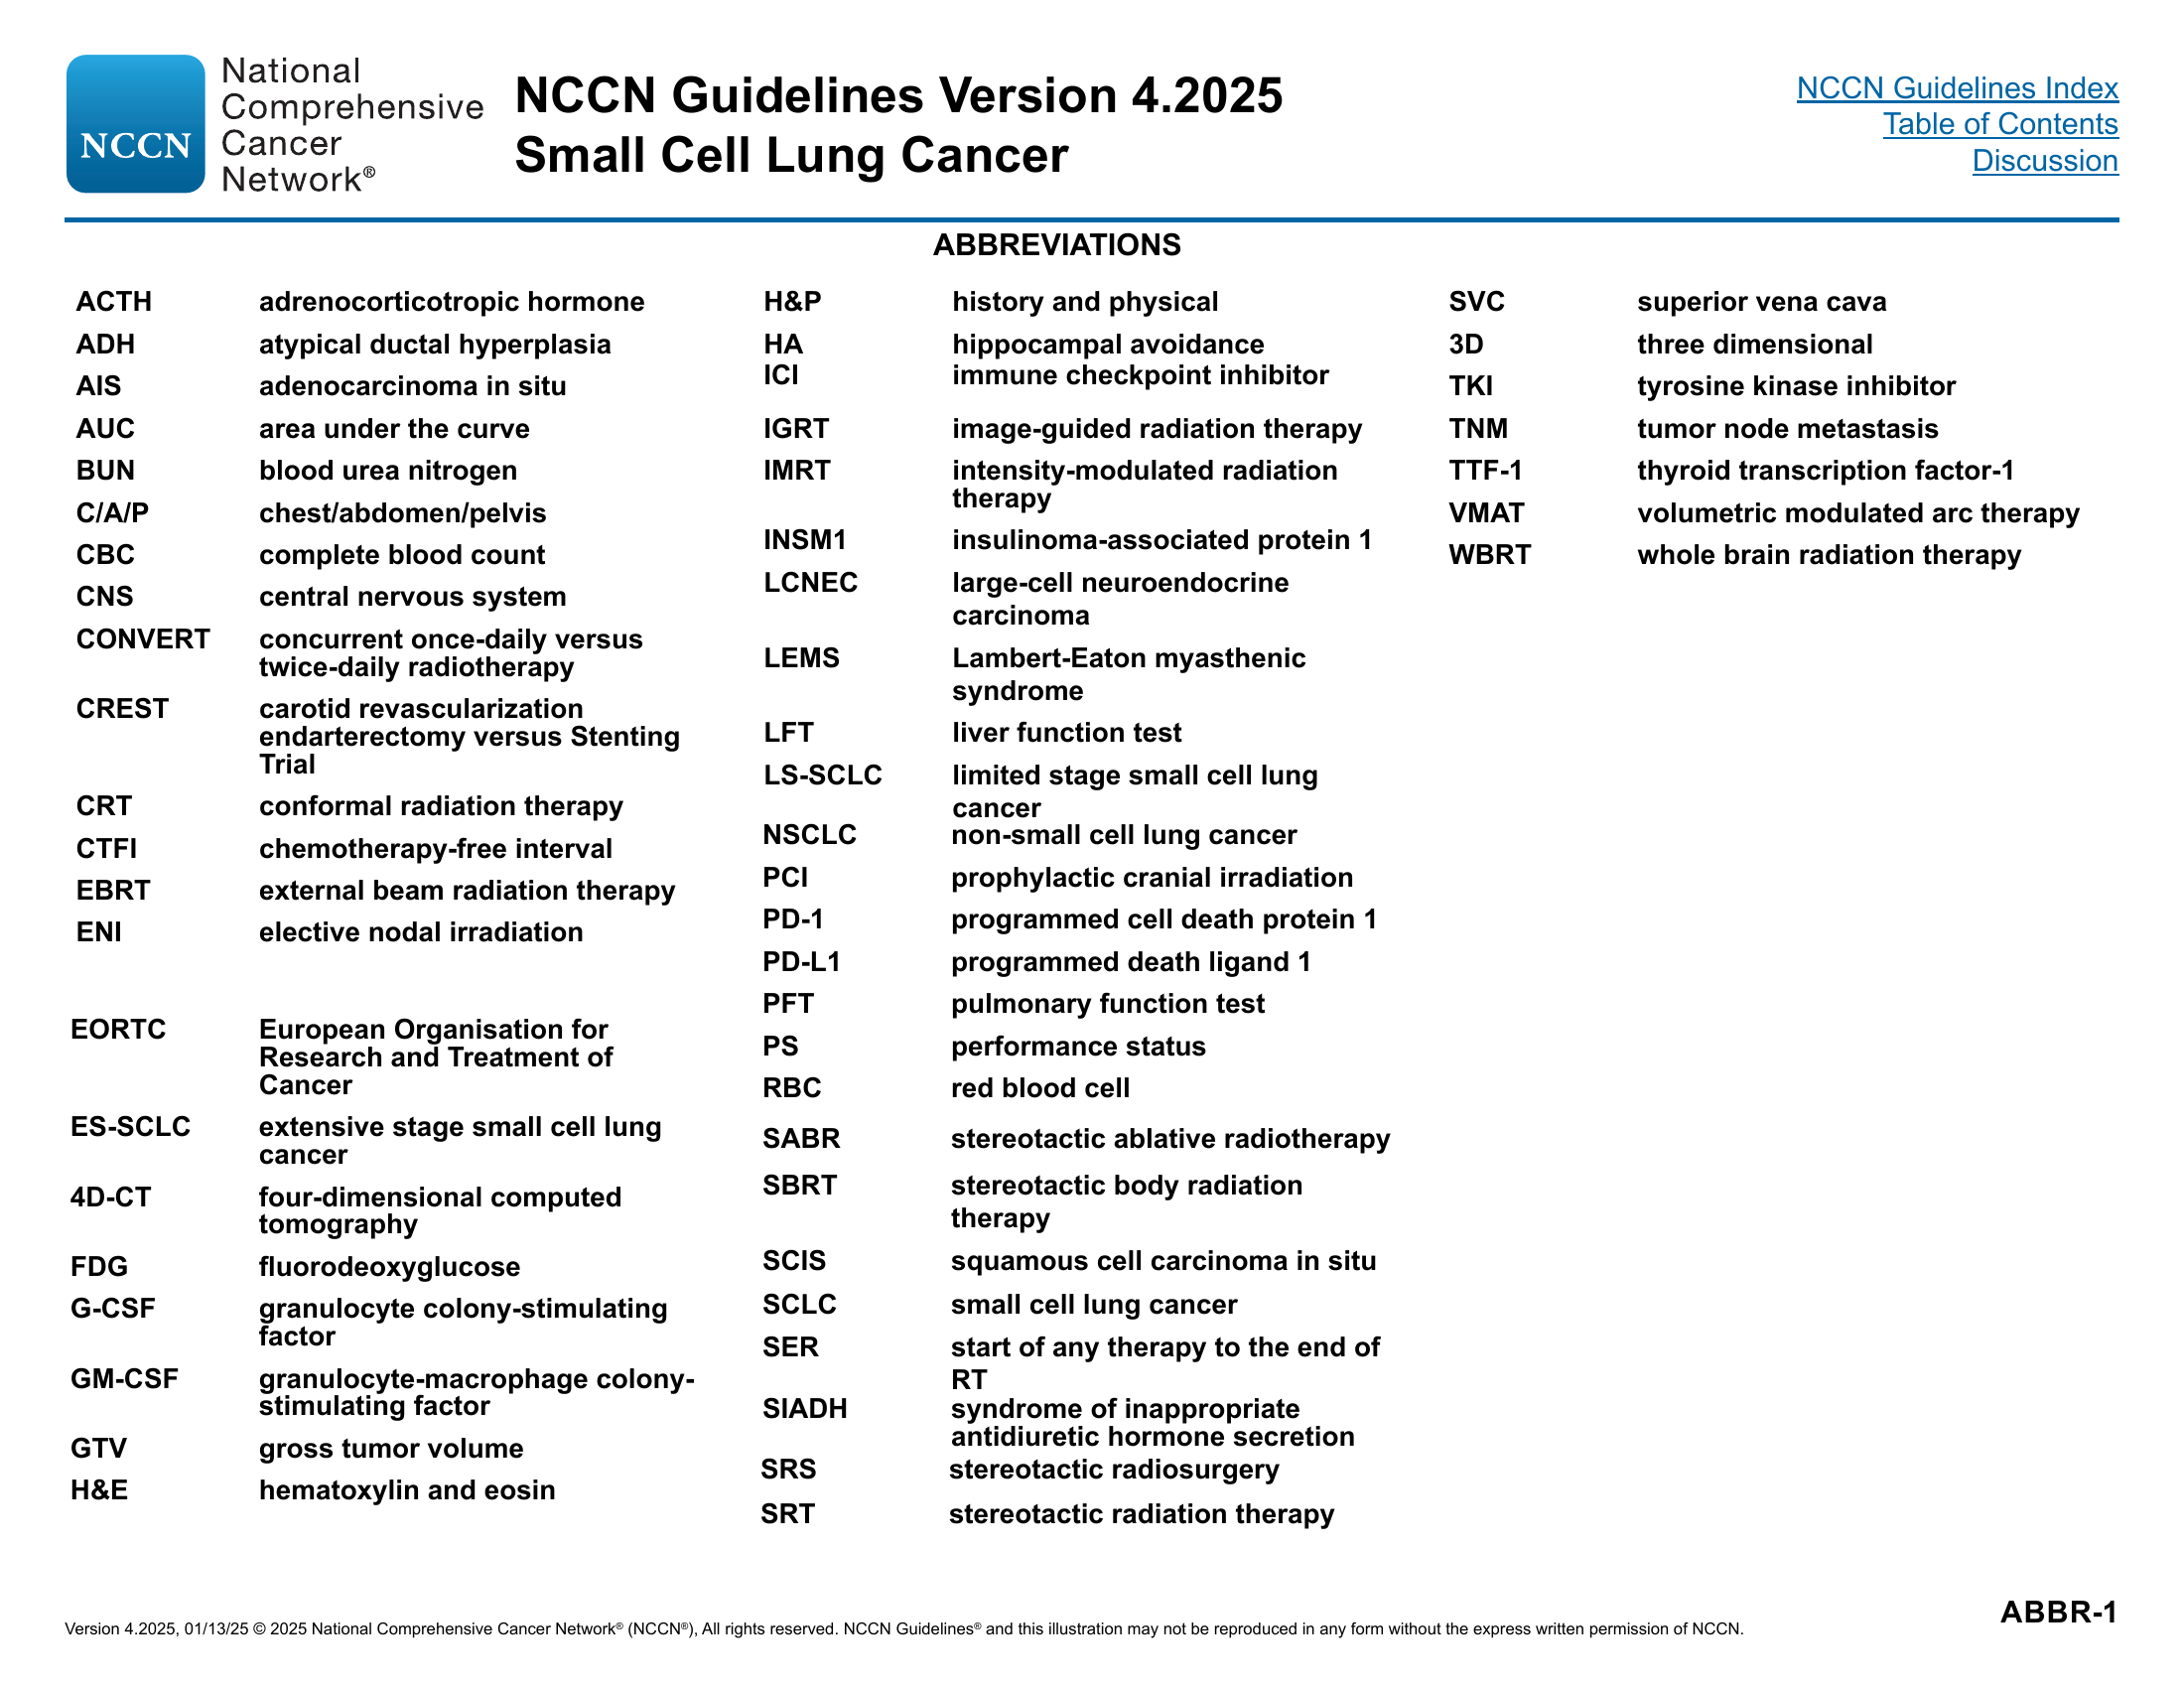 National
Comprehensive
Cancer
Network®
NCCN
NCCN Guidelines Version 4.2025
Small Cell Lung Cancer
NCCN Guidelines Index
Table of Contents
Discussion
ABBREVIATIONS
ACTH adrenocorticotropic hormone
ADH atypical ductal hyperplasia
AIS adenocarcinoma in situ
AUC area under the curve
BUN blood urea nitrogen
C/A/P chest/abdomen/pelvis
CBC complete blood count
CNS central nervous system
CONVERT concurrent once-daily versus
twice-daily radiotherapy
CREST carotid revascularization
endarterectomy versus Stenting
Trial
CRT conformal radiation therapy
CTFI chemotherapy-free interval
EBRT external beam radiation therapy
ENI elective nodal irradiation
EORTC European Organisation for
Research and Treatment of
Cancer
ES-SCLC extensive stage small cell lung
cancer
4D-CT four-dimensional computed
tomography
FDG fluorodeoxyglucose
G-CSF granulocyte colony-stimulating
factor
GM-CSF granulocyte-macrophage colony-
stimulating factor
GTV gross tumor volume
H&E hematoxylin and eosin
H&P history and physical
HA hippocampal avoidance
ICI immune checkpoint inhibitor
IGRT image-guided radiation therapy
IMRT intensity-modulated radiation
therapy
INSM1 insulinoma-associated protein 1
LCNEC large-cell neuroendocrine
carcinoma
LEMS Lambert-Eaton myasthenic
syndrome
LFT liver function test
LS-SCLC limited stage small cell lung
cancer
NSCLC non-small cell lung cancer
PCI prophylactic cranial irradiation
PD-1 programmed cell death protein 1
PD-L1 programmed death ligand 1
PFT pulmonary function test
PS performance status
RBC red blood cell
SABR stereotactic ablative radiotherapy
SBRT stereotactic body radiation
therapy
SCIS squamous cell carcinoma in situ
SCLC small cell lung cancer
SER start of any therapy to the end of
RT
SIADH syndrome of inappropriate
antidiuretic hormone secretion
SRS stereotactic radiosurgery
SRT stereotactic radiation therapy
SVC superior vena cava
3D three dimensional
TKI tyrosine kinase inhibitor
TNM tumor node metastasis
TTF-1 thyroid transcription factor-1
VMAT volumetric modulated arc therapy
WBRT whole brain radiation therapy
ABBR-1
Version 4.2025, 01/13/25 © 2025 National Comprehensive Cancer Network® (NCCN®), All rights reserved. NCCN Guidelines® and this illustration may not be reproduced in any form without the express written permission of NCCN.